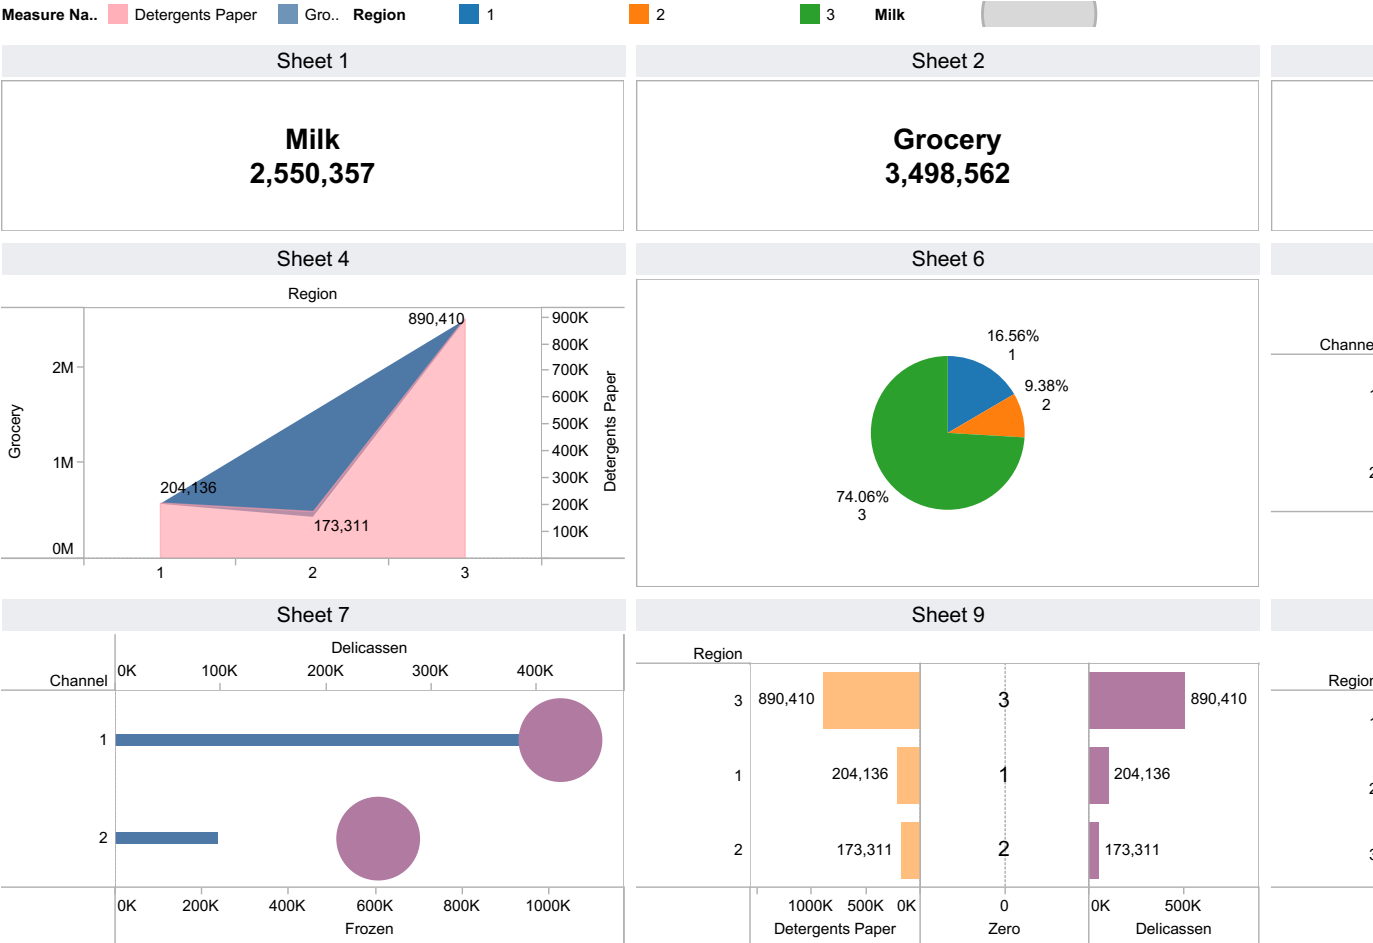 Measure Na.. Detergents Paper Gro.. Region 1 2 3 Milk
Sheet 1
Milk
2,550,357
Sheet 2
Grocery
3,498,562
Sheet 4
Region
890,410
204,136
173,311
Grocery
2M
1M
0M
900K
800K
700K
600K
500K
400K
300K
200K
100K
Detergents Paper
1 2 3
Sheet 6
16.56%
1
9.38%
2
74.06%
3
Channe
Sheet 7
Delicassen
Channel 0K 100K 200K 300K 400K
1
2
0K 200K 400K 600K 800K 1000K
Frozen
Sheet 9
Region
3 890,410 3 890,410
1 204,136 1 204,136
2 173,311 2 173,311
1000K 500K 0K 0 0K 500K
Detergents Paper Zero Delicassen
Region